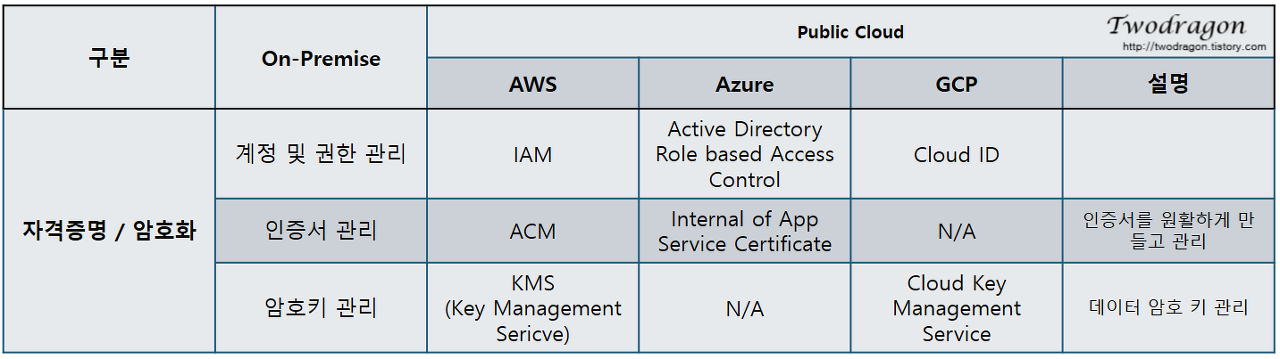 구분
On-Premise
Public Cloud
Twodragon
http://twodragon.tistory.com
AWS
Azure
GCP
설명
자격증명 / 암호화
계정 및 권한 관리
IAM
Active Directory
Role based Access
Control
Cloud ID
인증서 관리
ACM
Internal of App
Service Certificate
N/A
인증서를 원활하게 만
들고 관리
암호키 관리
KMS
(Key Management
Sericve)
N/A
Cloud Key
Management
Service
데이터 암호 키 관리